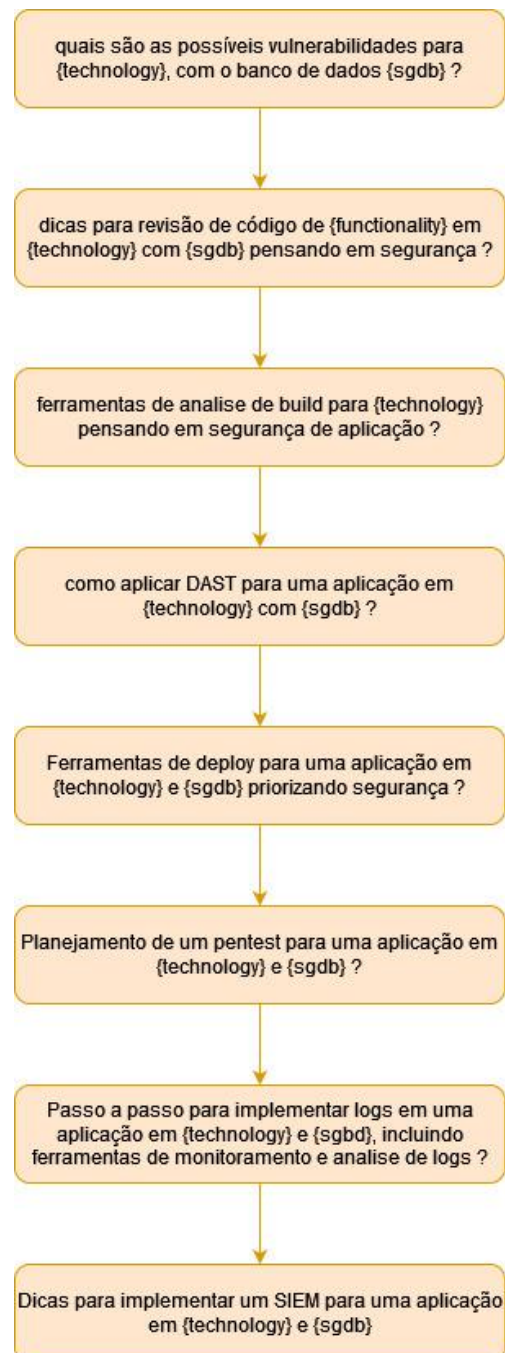 quais são as possíveis vulnerabilidades para
{technology}, com o banco de dados {sgdb} ?
dicas para revisão de código de {functionality} em
{technology} com {sgdb} pensando em segurança ?
ferramentas de analise de build para {technology}
pensando em segurança de aplicação ?
como aplicar DAST para uma aplicação em
{technology} com {sgdb} ?
Ferramentas de deploy para uma aplicação em
{technology} e {sgdb} priorizando segurança ?
Planejamento de um pentest para uma aplicação em
{technology} e {sgdb} ?
Passo a passo para implementar logs em uma
aplicação em {technology} e {sgbd}, incluindo
ferramentas de monitoramento e analise de logs ?
Dicas para implementar um SIEM para uma aplicação
em {technology} e {sgdb}